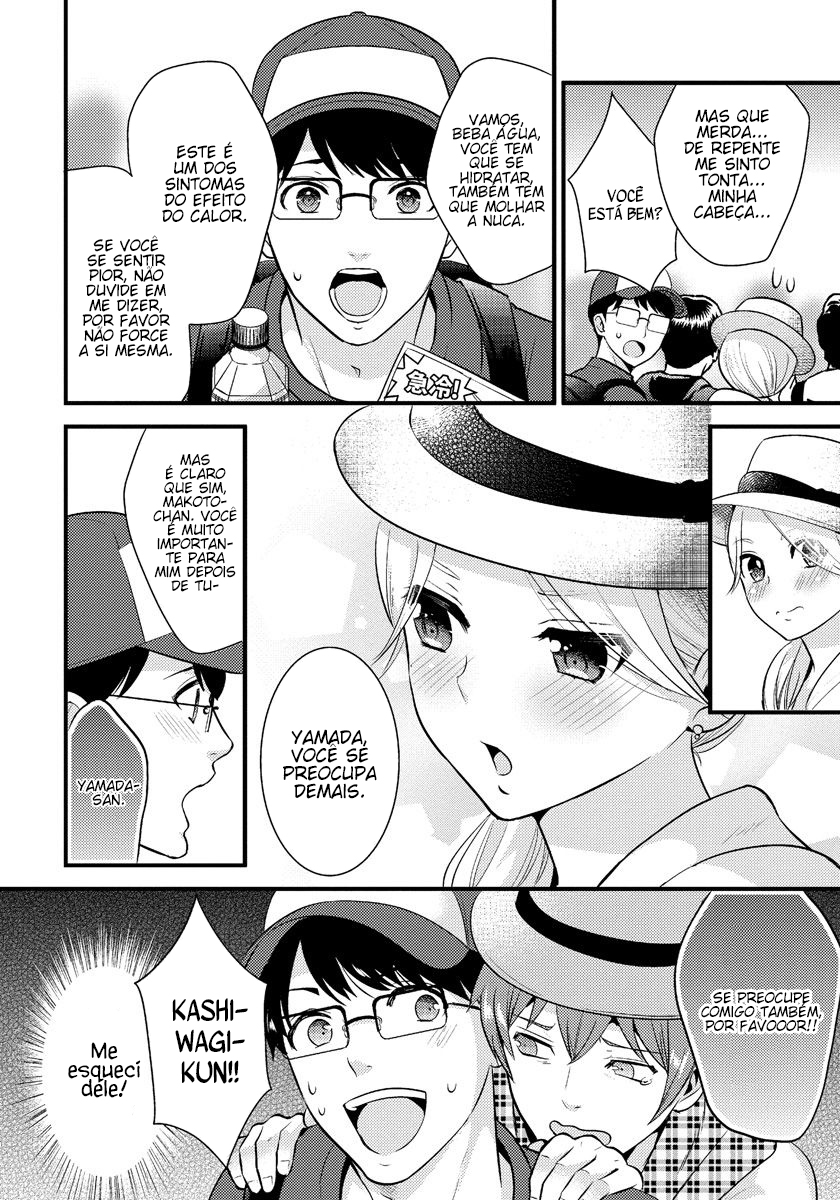 MAS QUE
MERDA...
DE REPENTE
ME SINTO
TONTA...
MINHA
CABEÇA...
VOCÊ
ESTÁ BEM?
VAMOS,
BEBA ÁGUA,
VOCÊ TEM
QUE SE
HIDRATAR,
TAMBÉM TEM
QUE MOLHAR
A NUCA.
ESTE É
UM DOS
SINTOMAS
DO EFEITO
DO CALOR.
SE VOCÊ
SE SENTIR
PIOR, NÃO
DUVIDE EM
ME DIZER,
POR FAVOR
NÃO FORCE
A SI MESMA.
急冷!
YAMADA,
VOCÊ SE
PREOCUPA
DEMAIS.
MAS
É CLARO
QUE SIM,
MAKOTO-
CHAN. VOCÊ
É MUITO
IMPORTAN-
TE PARA
MIM DEPOIS
DE TU-
YAMADA-
SAN.
SE PREOCUPE
COMIGO TAMBÉM,
POR FAVOOOR!!
KASHI-
WAGI-
KUN!!
Me
esquecí
dele!